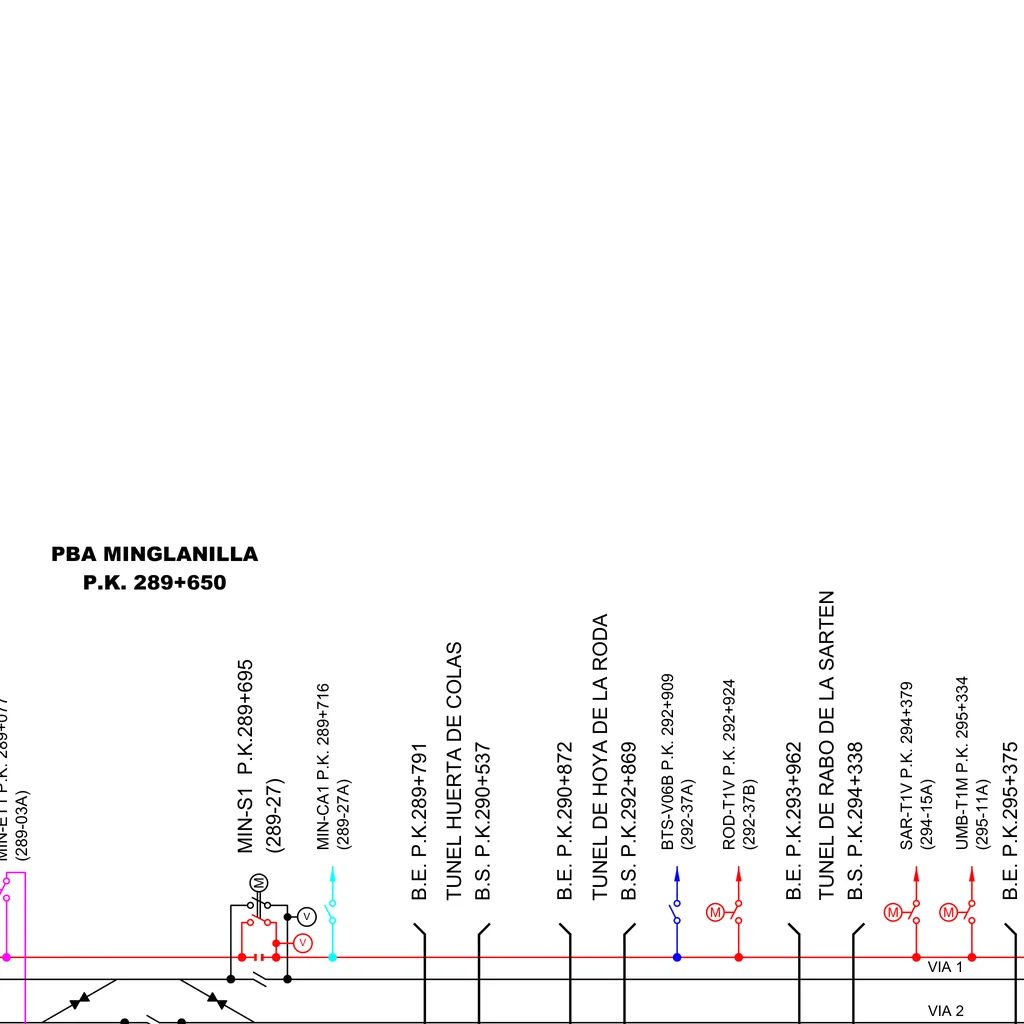 PBA MINGLANILLA
P.K. 289+650
P.K. 289+077
(289-03A)
MIN-S1 P.K.289+695
(289-27)
MIN-CA1 P.K. 289+716
(289-27A)
B.E. P.K.289+791
TUNEL HUERTA DE COLAS
B.S. P.K.290+537
B.E. P.K.290+872
TUNEL DE HOYA DE LA RODA
B.S. P.K.292+869
BTS-V06B P.K. 292+909
(292-37A)
ROD-T1V P.K. 292+924
(292-37B)
B.E. P.K.293+962
TUNEL DE RABO DE LA SARTEN
B.S. P.K.294+338
SAR-T1V P.K. 294+379
(294-15A)
UMB-T1M P.K. 295+334
(295-11A)
B.E. P.K.295+375
M
V
V
M
M
M
VIA 1
VIA 2